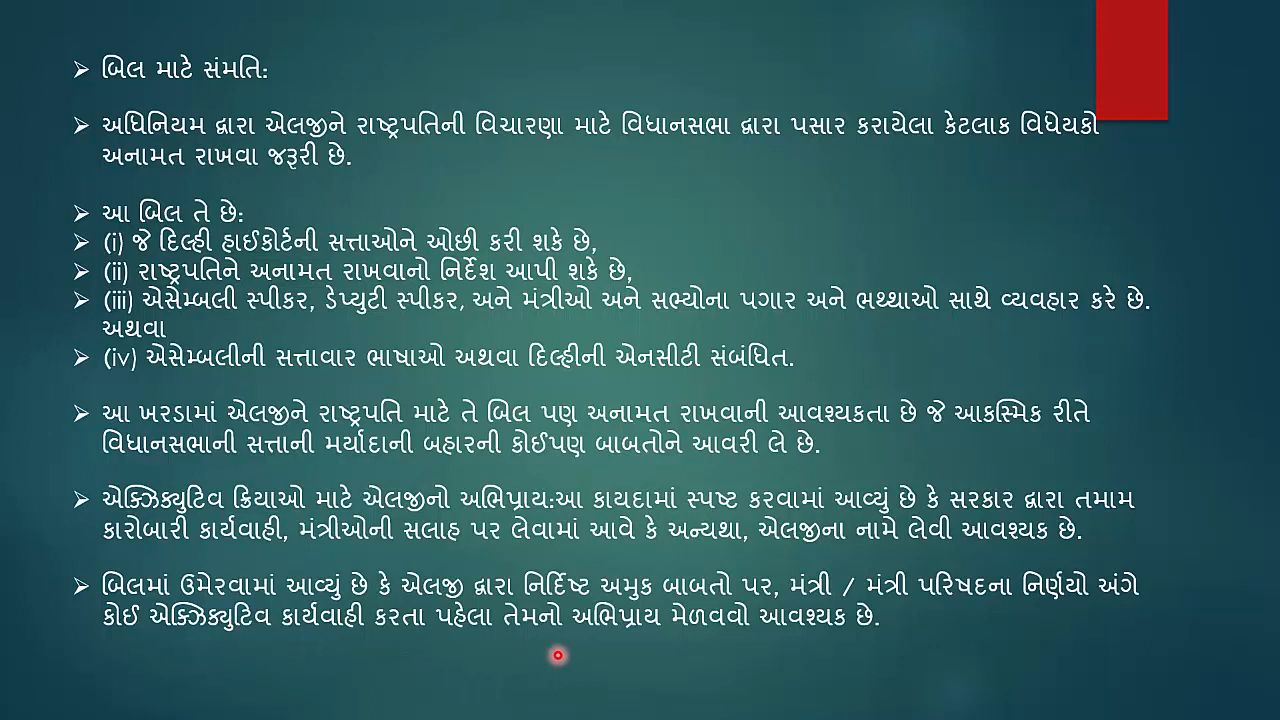 ➢ બિલ માટે સંમતિ:
➢ અધિનિયમ દ્વારા એલજીને રાષ્ટ્રપતિની વિચારણા માટે વિધાનસભા દ્વારા પસાર કરાયેલા કેટલાક વિધેયકો
અનામત રાખવા જરૂરી છે.
➢ આ બિલ તે છે:
➢ (i) જે દિલ્હી હાઈકોર્ટની સત્તાઓને ઓછી કરી શકે છે,
➢ (ii) રાષ્ટ્રપતિને અનામત રાખવાનો નિર્દેશ આપી શકે છે,
➢ (iii) એસેમ્બલી સ્પીકર, ડેપ્યુટી સ્પીકર, અને મંત્રીઓ અને સભ્યોના પગાર અને ભથ્થાઓ સાથે વ્યવહાર કરે છે.
અથવા
➢ (iv) એસેમ્બલીની સત્તાવાર ભાષાઓ અથવા દિલ્હીની એનસીટી સંબંધિત.
➢ આ ખરડામાં એલજીને રાષ્ટ્રપતિ માટે તે બિલ પણ અનામત રાખવાની આવશ્યકતા છે જે આકસ્મિક રીતે
વિધાનસભાની સત્તાની મર્યાદાની બહારની કોઈપણ બાબતોને આવરી લે છે.
➢ એક્ઝિક્યુટિવ ક્રિયાઓ માટે એલજીનો અભિપ્રાય:આ કાયદામાં સ્પષ્ટ કરવામાં આવ્યું છે કે સરકાર દ્વારા તમામ
કારોબારી કાર્યવાહી, મંત્રીઓની સલાહ પર લેવામાં આવે કે અન્યથા, એલજીના નામે લેવી આવશ્યક છે.
➢ બિલમાં ઉમેરવામાં આવ્યું છે કે એલજી દ્વારા નિર્દિષ્ટ અમુક બાબતો પર, મંત્રી / મંત્રી પરિષદના નિર્ણયો અંગે
કોઈ એક્ઝિક્યુટિવ કાર્યવાહી કરતા પહેલા તેમનો અભિપ્રાય મેળવવો આવશ્યક છે.